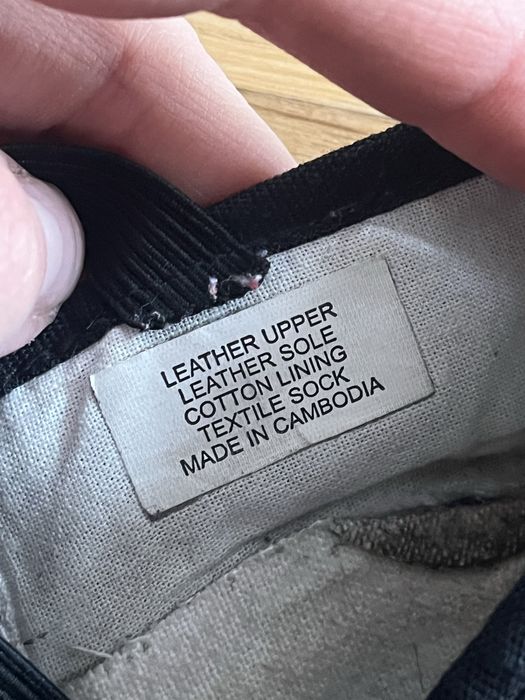 LEATHER UPPER
LEATHER SOLE
COTTON LINING
TEXTILE SOCK
MADE IN CAMBODIA